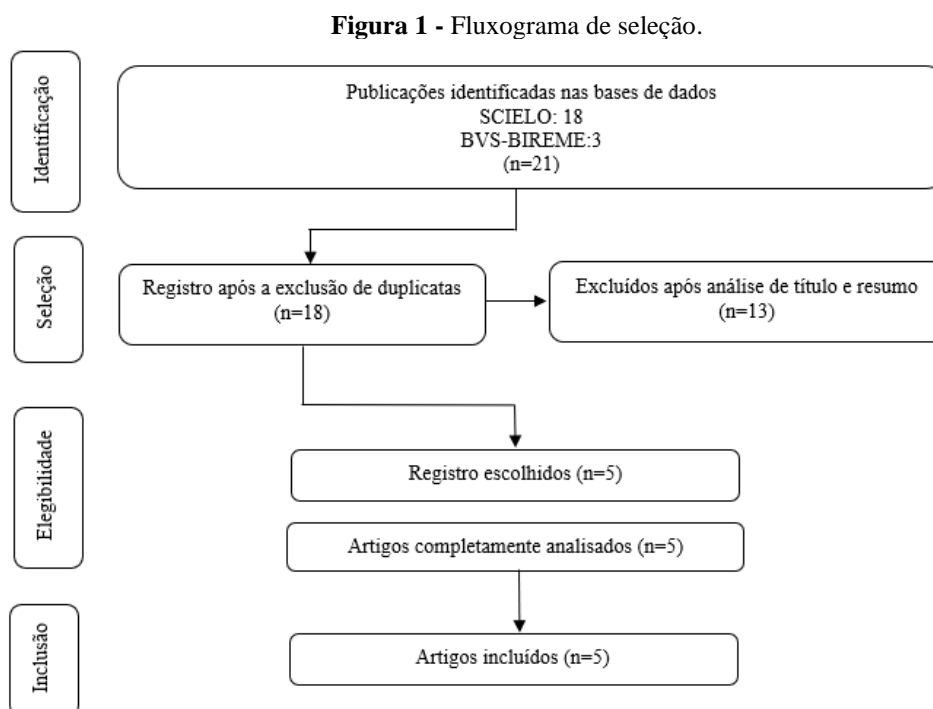 Figura 1 - Fluxograma de seleção.
Identificação
Publicações identificadas nas bases de dados
SCIELO: 18
BVS-BIREME:3
(n=21)
Seleção
Registro após a exclusão de duplicatas
(n=18)
Excluídos após análise de título e resumo
(n=13)
Elegibilidade
Registro escolhidos (n=5)
Artigos completamente analisados (n=5)
Inclusão
Artigos incluídos (n=5)